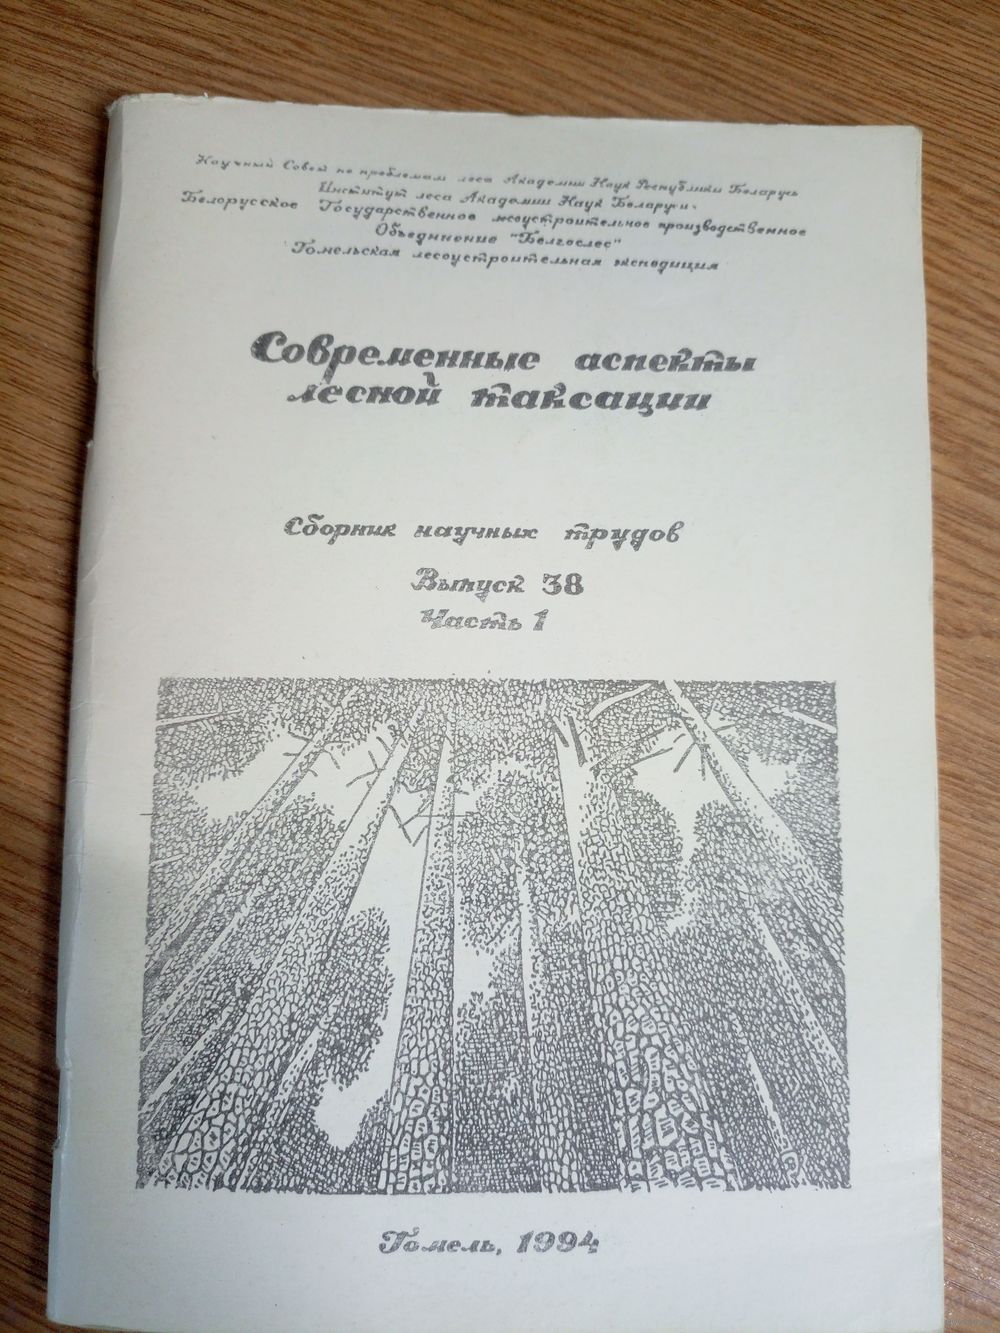 Научный Совет по проблемам леса Академии Наук Республики Беларусь
Институт леса Академии Наук Беларуси
Белорусское Государственное лесоустроительное производственное
Объединение "Белгослес"
Гомельская лесоустроительная экспедиция
Современные аспекты
лесной таксации
Сборник научных трудов
Выпуск 38
Часть 1
Гомель, 1994